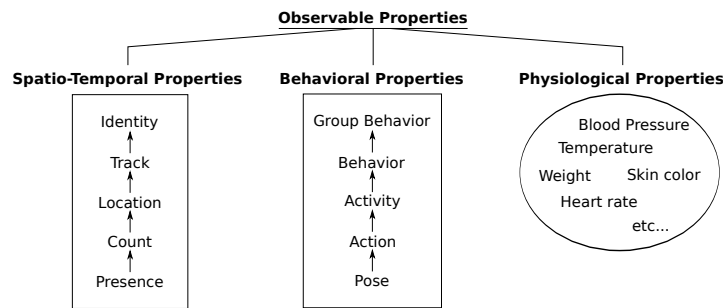 Observable Properties
Spatio-Temporal Properties
Identity
Track
Location
Count
Presence
Behavioral Properties
Group Behavior
Behavior
Activity
Action
Pose
Physiological Properties
Blood Pressure
Temperature
Weight
Skin color
Heart rate
etc...